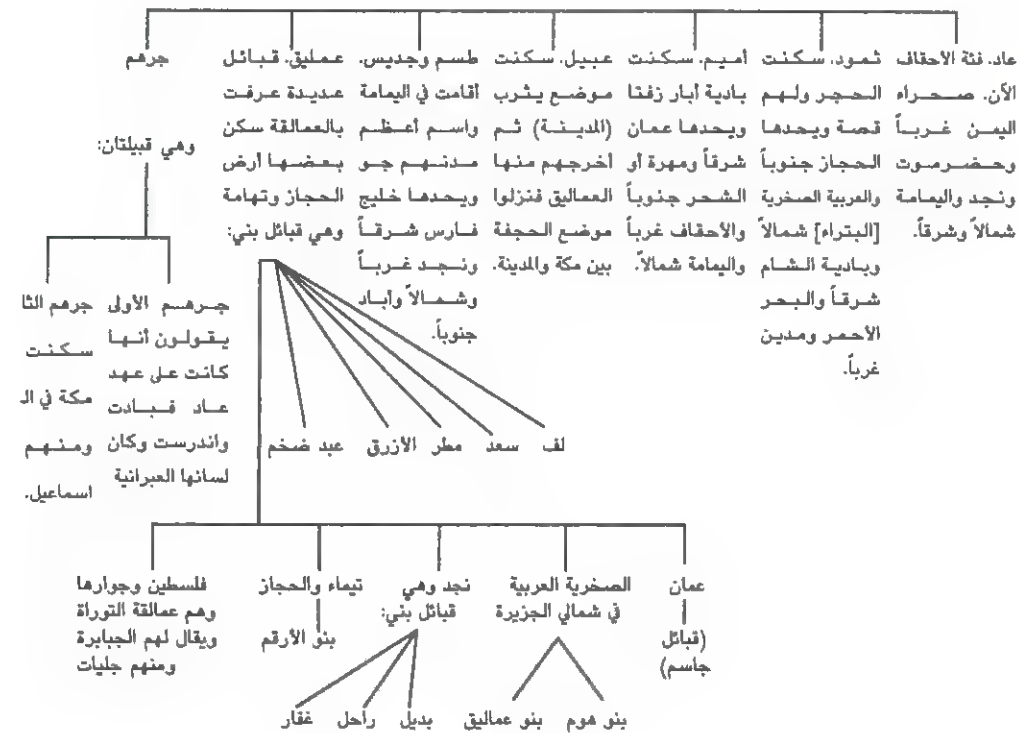 عاد. فئة الأحقاف
الآن. صحراء
اليمن غرباً
وحضرموت
ونجد واليمامة
شمالاً وشرقاً.
ثمود. سكنت
الحجر ولهم
قصة ويحدها
الحجاز جنوباً
والعربية الصخرية
[البتراء] شمالاً
وبادية الشام
شرقاً والبحر
الأحمر ومدين
غرباً.
أميم. سكنت
بادية أبار زفتا
ويحدها عمان
شرقاً ومهرة أو
الشحر جنوباً
والأحقاف غرباً
واليمامة شمالاً.
عبيل. سكنت
موضع يثرب
(المدينة) ثم
أخرجهم منها
العماليق فنزلوا
موضع الحجفة
بين مكة والمدينة.
طسم وجديس.
أقامت في اليمامة
واسم أعظم
مدنهم جو
ويحدها خليج
فارس شرقاً
ونجد غرباً
وشمالاً وأباد
جنوباً.
عمليق. قبائل
عديدة عرفت
بالعمالقة سكن
بعضها أرض
الحجاز وتهامة
وهي قبائل بني:
جرهم
وهي قبيلتان:
جرهم الأولى
يقولون أنها
كانت على عهد
عاد فبادت
واندرست وكان
لسانها العبرانية
جرهم الثا
سكنت
مكة في الـ
ومنهم
اسماعيل.
لف
سعد
مطر
الأزرق
عبد ضخم
عمان
(قبائل
جاسم)
الصخرية العربية
في شمالي الجزيرة
بنو هوم
بنو عماليق
نجد وهي
قبائل بني:
بديل
راحل
غفار
تيماء والحجاز
بنو الأرقم
فلسطين وجوارها
وهم عمالقة التوراة
ويقال لهم الجبابرة
ومنهم جليات